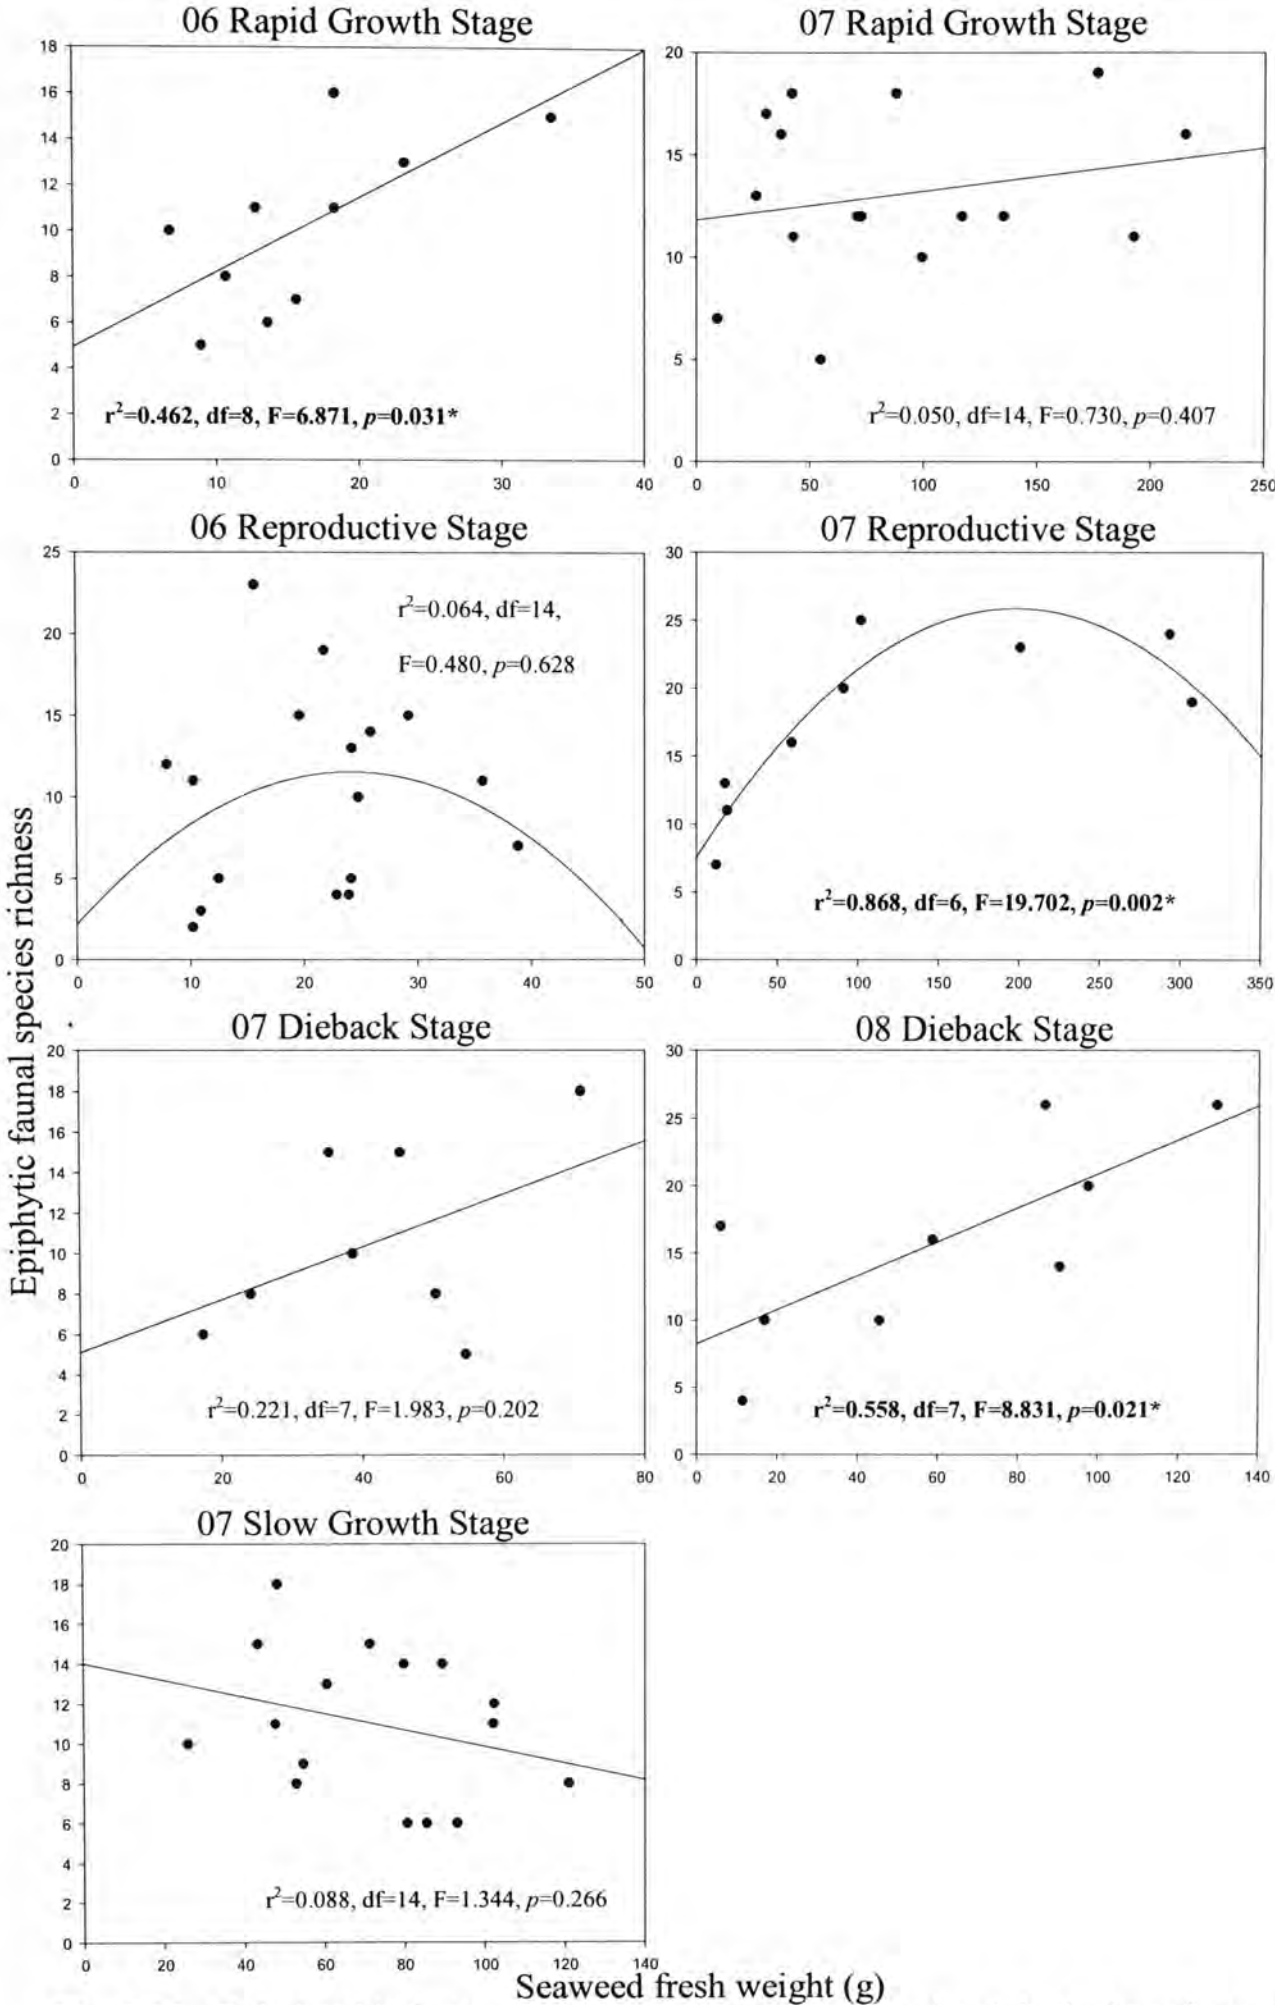 06 Rapid Growth Stage
18
16
14
12
10
8
6
4
2
0
r²=0.462, df=8, F=6.871, p=0.031*
0 10 20 30 40
07 Rapid Growth Stage
20
15
10
5
0
r²=0.050, df=14, F=0.730, p=0.407
0 50 100 150 200 250
06 Reproductive Stage
25
20
15
10
5
0
r²=0.064, df=14,
F=0.480, p=0.628
0 10 20 30 40 50
07 Reproductive Stage
30
25
20
15
10
5
0
r²=0.868, df=6, F=19.702, p=0.002*
0 50 100 150 200 250 300 350
Epiphytic faunal species richness
07 Dieback Stage
20
18
16
14
12
10
8
6
4
2
0
r²=0.221, df=7, F=1.983, p=0.202
0 20 40 60 80
08 Dieback Stage
30
25
20
15
10
5
0
r²=0.558, df=7, F=8.831, p=0.021*
0 20 40 60 80 100 120 140
07 Slow Growth Stage
20
18
16
14
12
10
8
6
4
2
0
r²=0.088, df=14, F=1.344, p=0.266
0 20 40 60 80 100 120 140
Seaweed fresh weight (g)